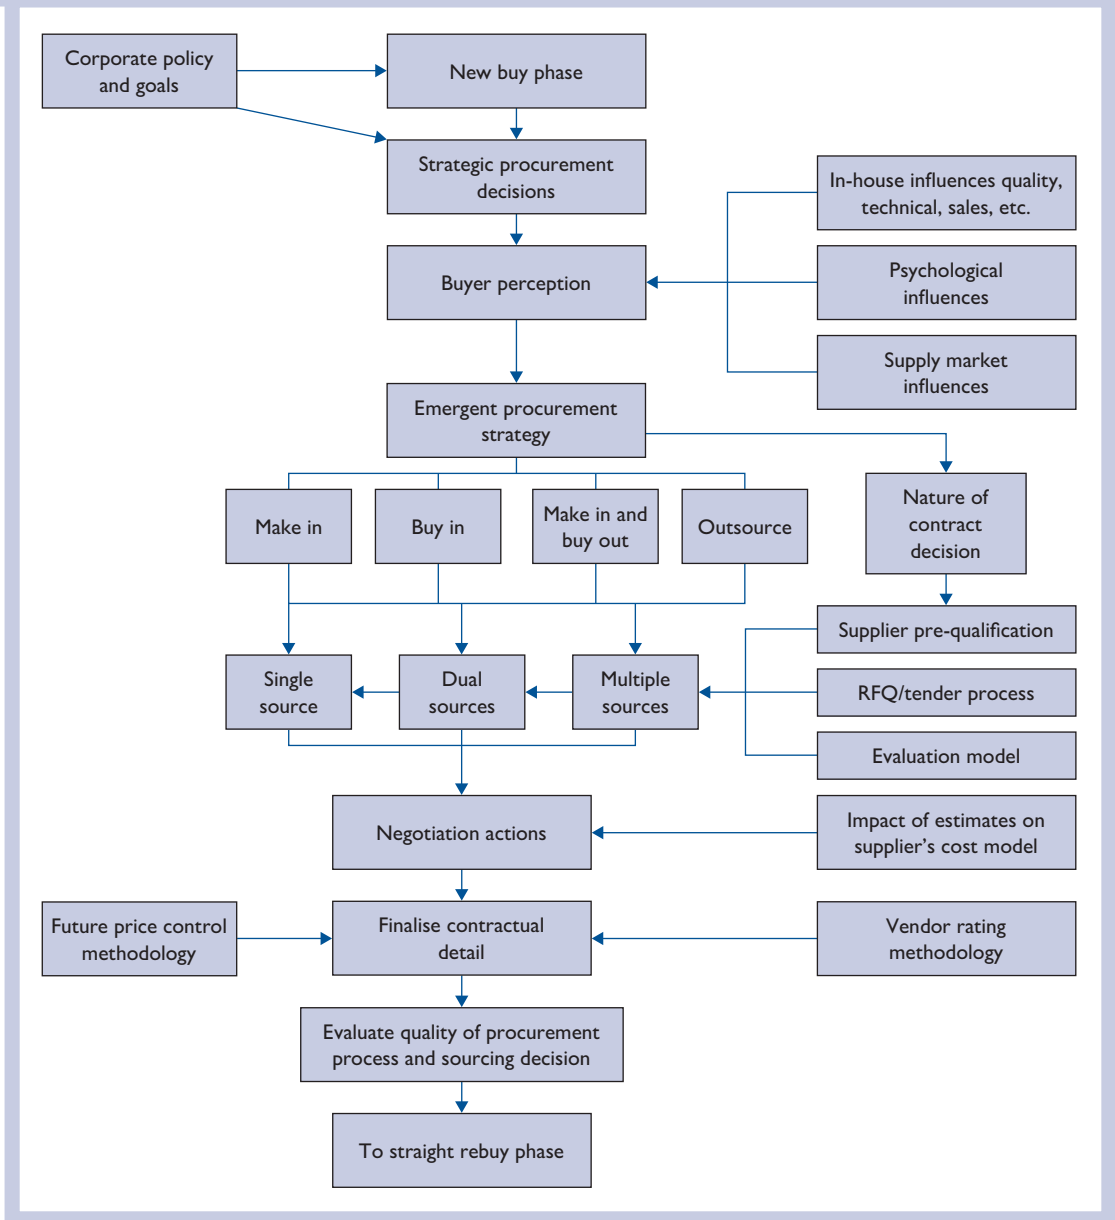 Corporate policy
and goals
New buy phase
Strategic procurement
decisions
In-house influences quality,
technical, sales, etc.
Buyer perception
Psychological
influences
Supply market
influences
Emergent procurement
strategy
Make in
Buy in
Make in and
buy out
Outsource
Nature of
contract
decision
Supplier pre-qualification
Single
source
Dual
sources
Multiple
sources
RFQ/tender process
Evaluation model
Negotiation actions
Impact of estimates on
supplier’s cost model
Future price control
methodology
Finalise contractual
detail
Vendor rating
methodology
Evaluate quality of procurement
process and sourcing decision
To straight rebuy phase